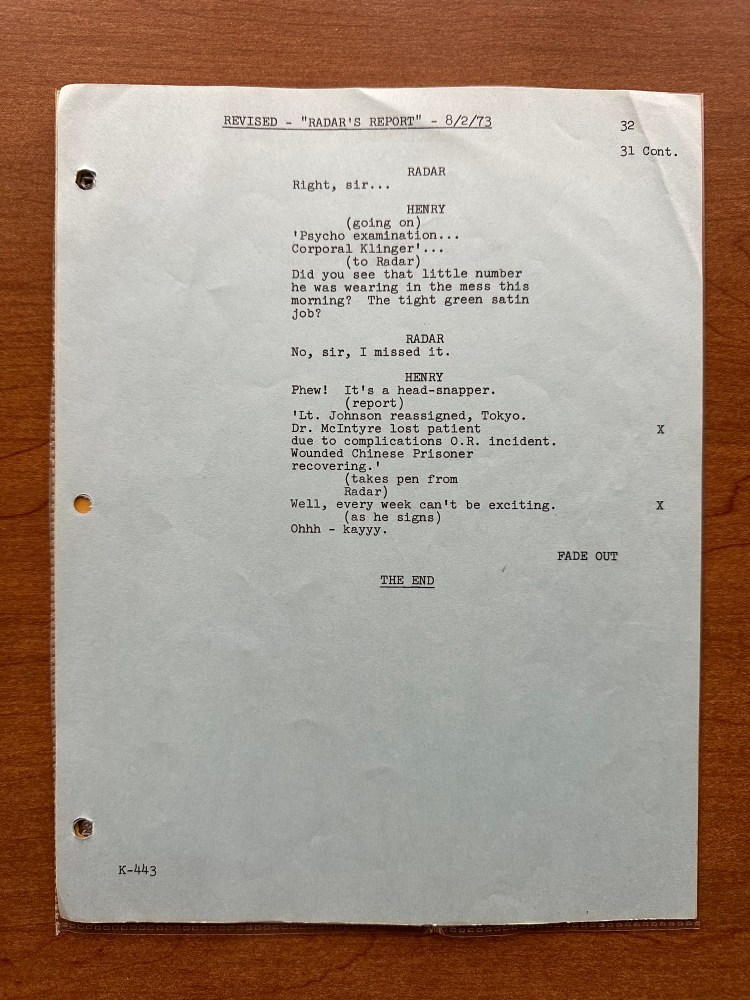 REVISED - "RADAR'S REPORT" - 8/2/73
32
31 Cont.
RADAR
Right, sir...
HENRY
(going on)
'Psycho examination...
Corporal Klinger'...
(to Radar)
Did you see that little number
he was wearing in the mess this
morning? The tight green satin
job?
RADAR
No, sir, I missed it.
HENRY
Phew! It's a head-snapper.
(report)
'Lt. Johnson reassigned, Tokyo.
Dr. McIntyre lost patient X
due to complications O.R. incident.
Wounded Chinese Prisoner
recovering.'
(takes pen from
Radar)
Well, every week can't be exciting. X
(as he signs)
Ohhh - kayyy.
FADE OUT
THE END
K-443